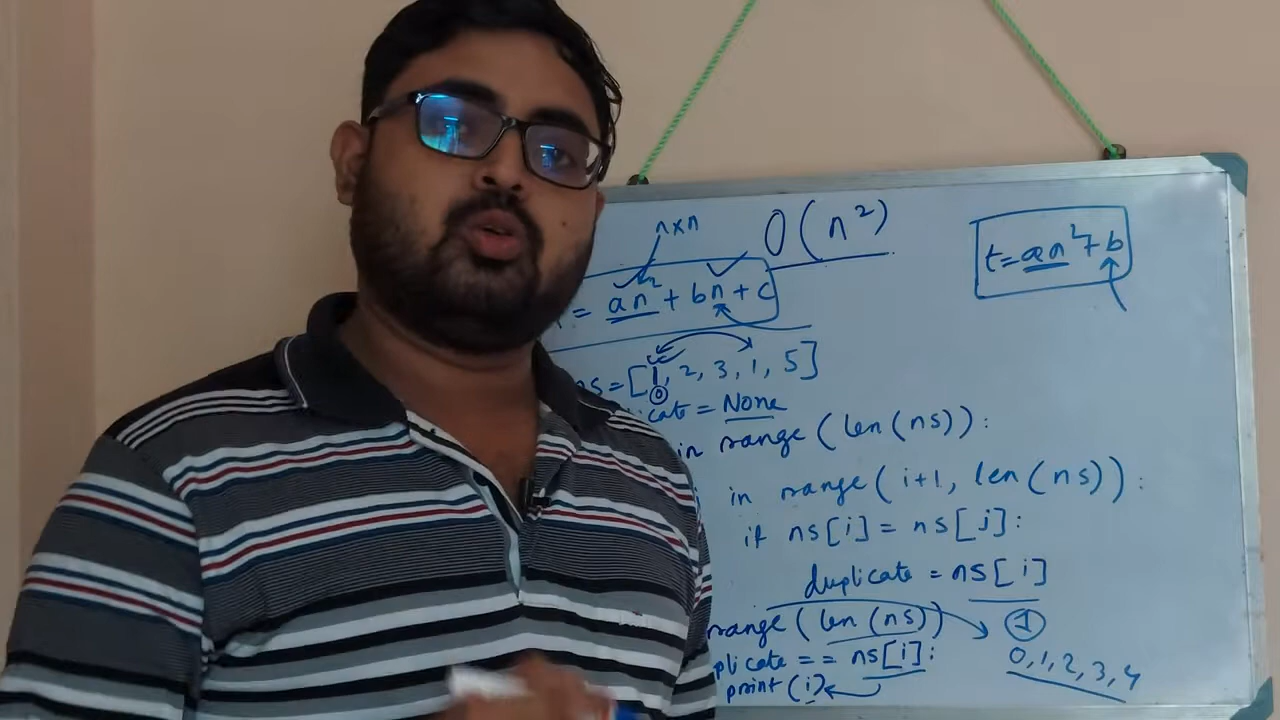 n×n
O(n²)
t=an²+b
= an² + bn + c
ns=[1, 2, 3, 1, 5]
0
icate = None
in range (len(ns)):
in range(i+1, len(ns)):
if ns[i] = ns[j]:
duplicate = ns[i]
range (len (ns))
1
plicate == ns[i]:
0,1,2,3,4
print(i)